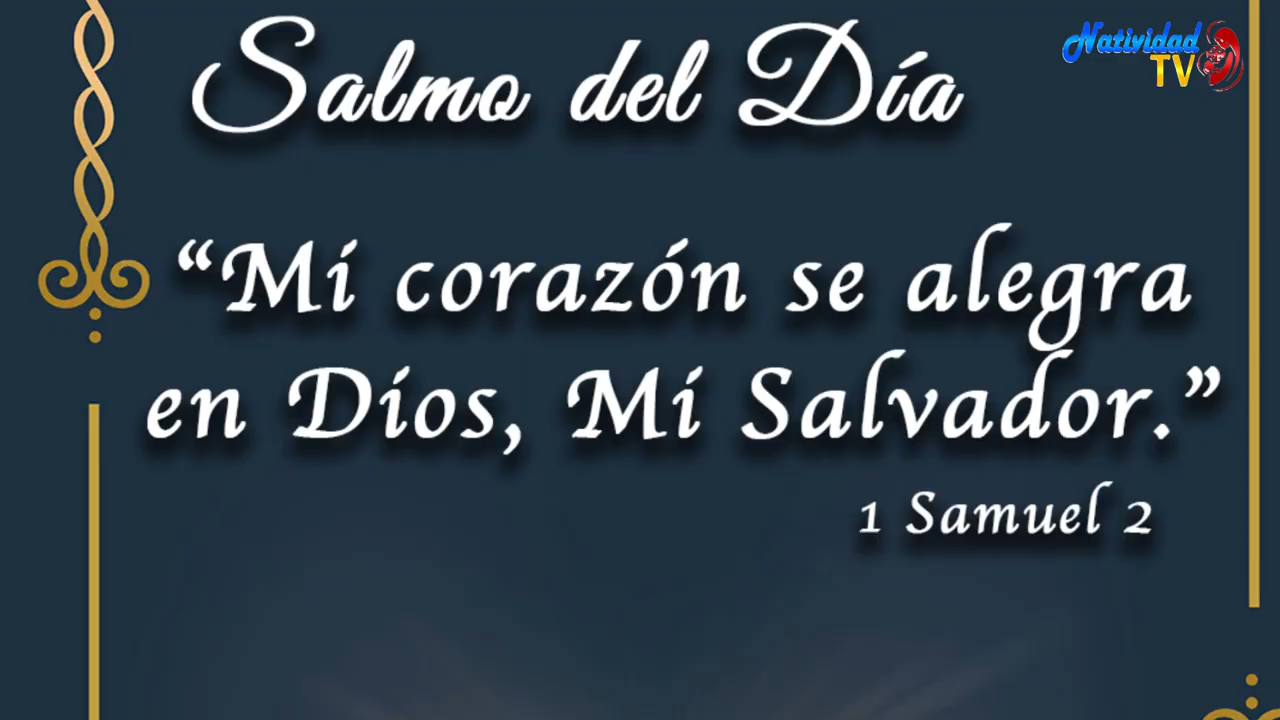 Salmo del Día
Natividad
TV
“Mi corazón se alegra
en Dios, Mi Salvador.”
1 Samuel 2